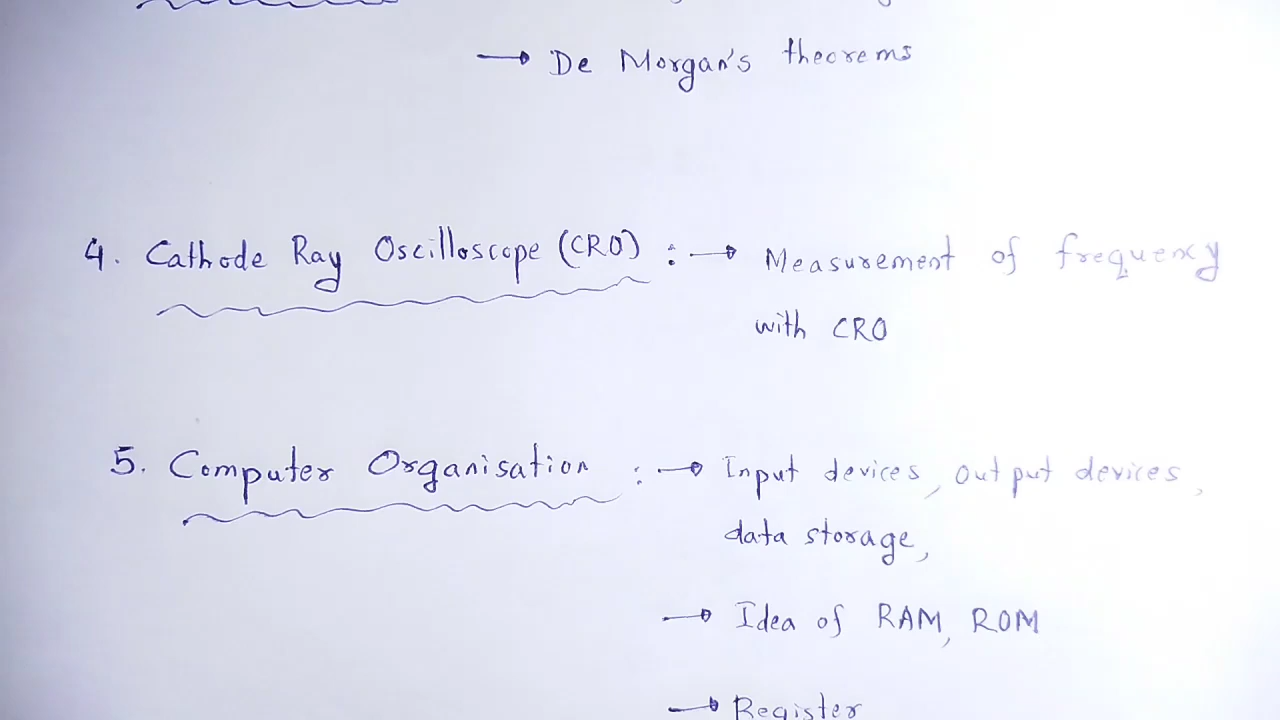 → De Morgan's theorems
4. Cathode Ray Oscilloscope (CRO) : → Measurement of frequency
with CRO
5. Computer Organisation : → Input devices, output devices,
data storage,
→ Idea of RAM, ROM
→ Register